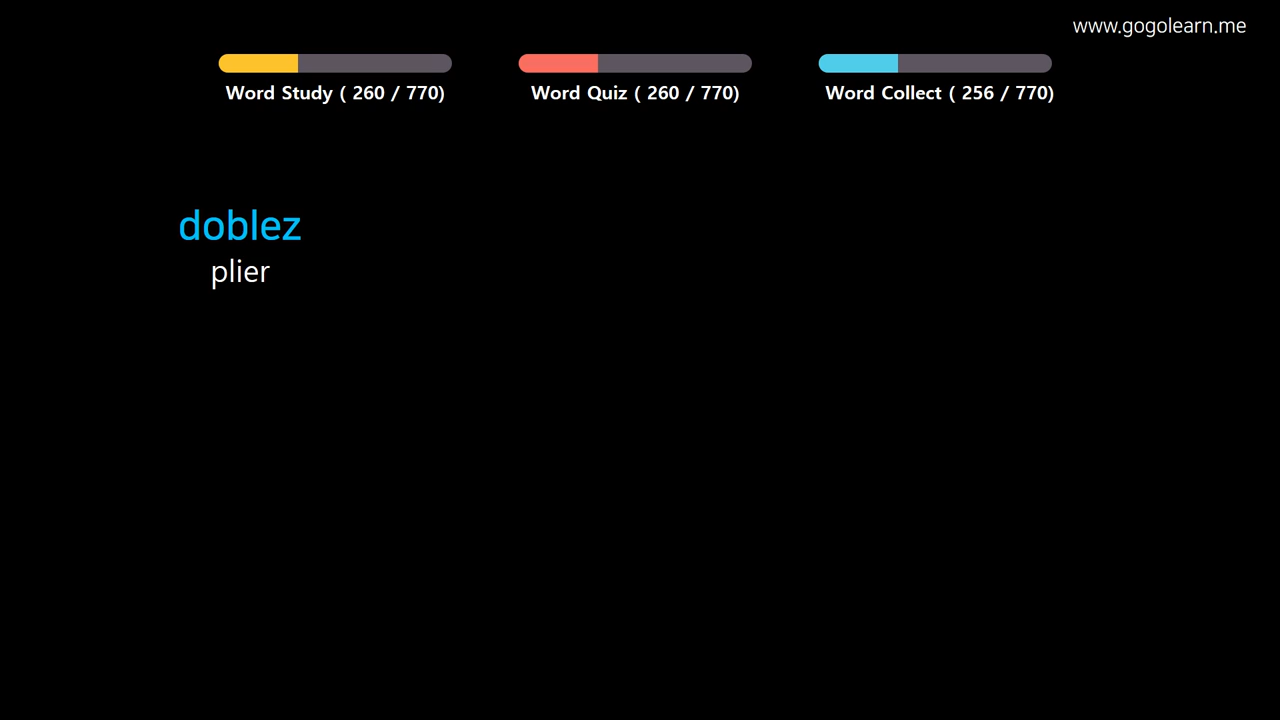 www.gogolearn.me
Word Study ( 260 / 770)
Word Quiz ( 260 / 770)
Word Collect ( 256 / 770)
doblez
plier